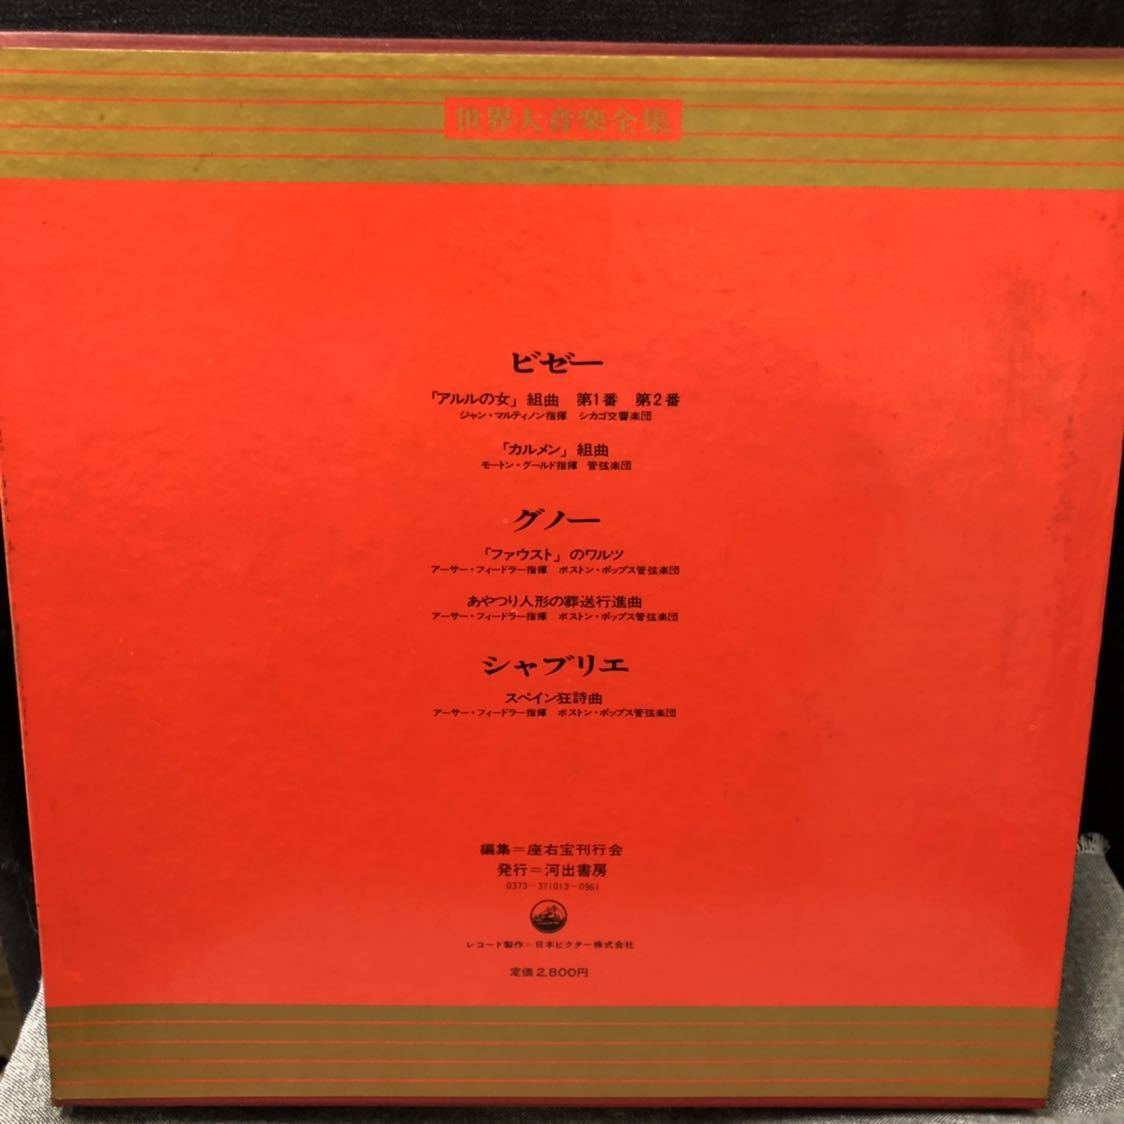 世界大音楽全集
ビゼー
「アルルの女」組曲　第1番　第2番
ジャン・マルティノン指揮　シカゴ交響楽団
「カルメン」組曲
モートン・グールド指揮　管弦楽団
グノー
「ファウスト」のワルツ
アーサー・フィードラー指揮　ボストン・ポップス管弦楽団
あやつり人形の葬送行進曲
アーサー・フィードラー指揮　ボストン・ポップス管弦楽団
シャブリエ
スペイン狂詩曲
アーサー・フィードラー指揮　ボストン・ポップス管弦楽団
編集＝座右宝刊行会
発行＝河出書房
0373－371013－0961
レコード製作＝日本ビクター株式会社
定価2,800円